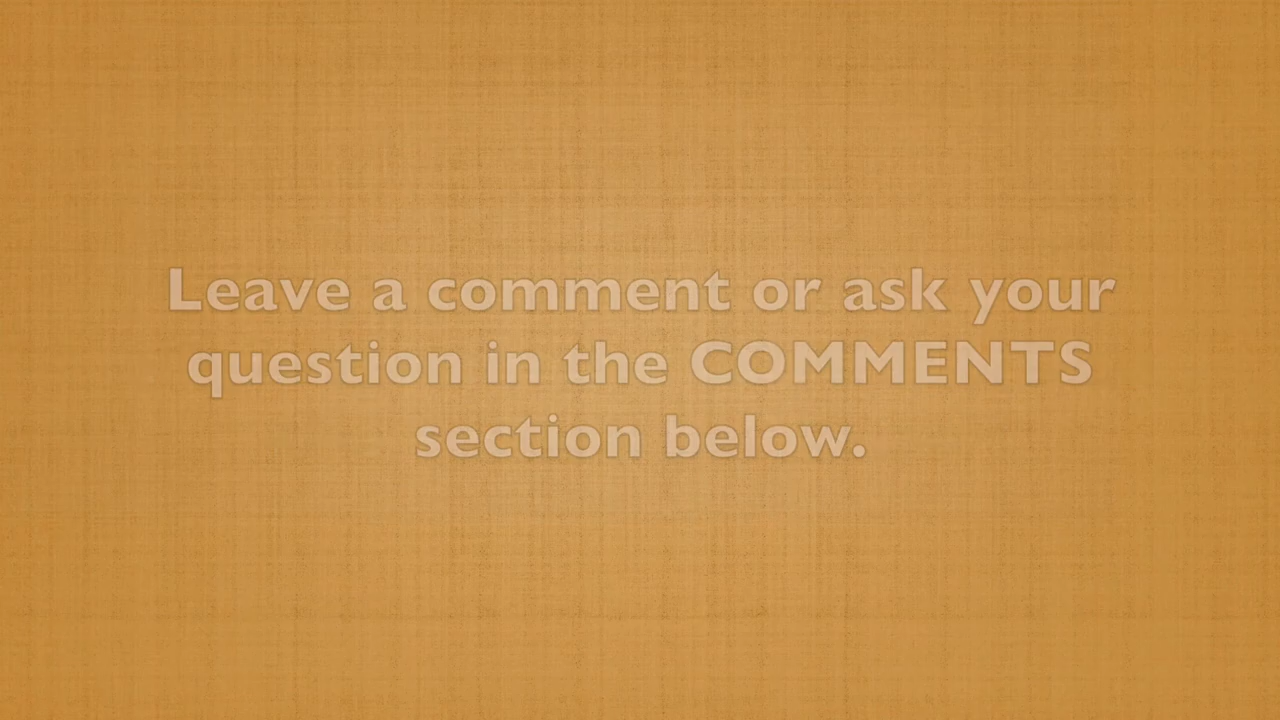 Leave a comment or ask your
question in the COMMENTS
section below.